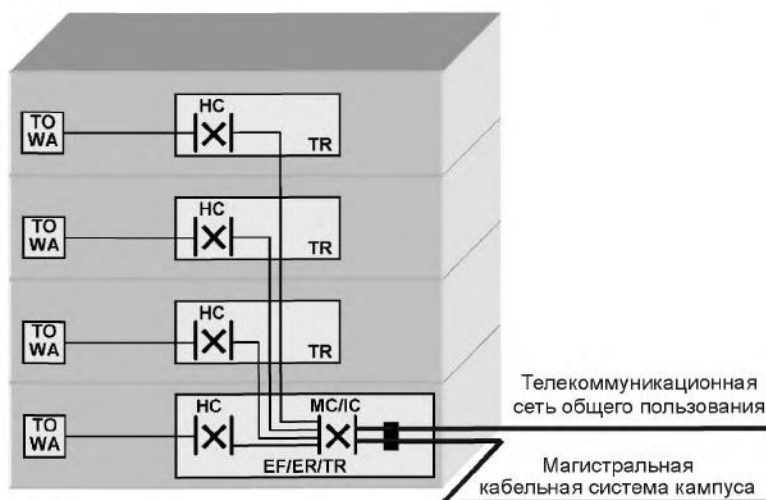 HC
TO
WA
TR
HC
TO
WA
TR
HC
TO
WA
TR
HC
MC/IC
TO
WA
EF/ER/TR
Телекоммуникационная
сеть общего пользования
Магистральная
кабельная система кампуса